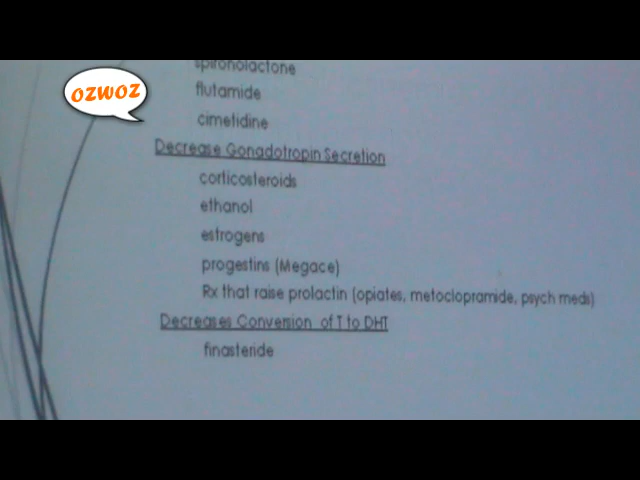 ozwoz
spironolactone
flutamide
cimetidine
Decrease Gonadotropin Secretion
corticosteroids
ethanol
estrogens
progestins (Megace)
Rx that raise prolactin (opiates, metoclopramide, psych meds)
Decreases Conversion of T to DHT
finasteride